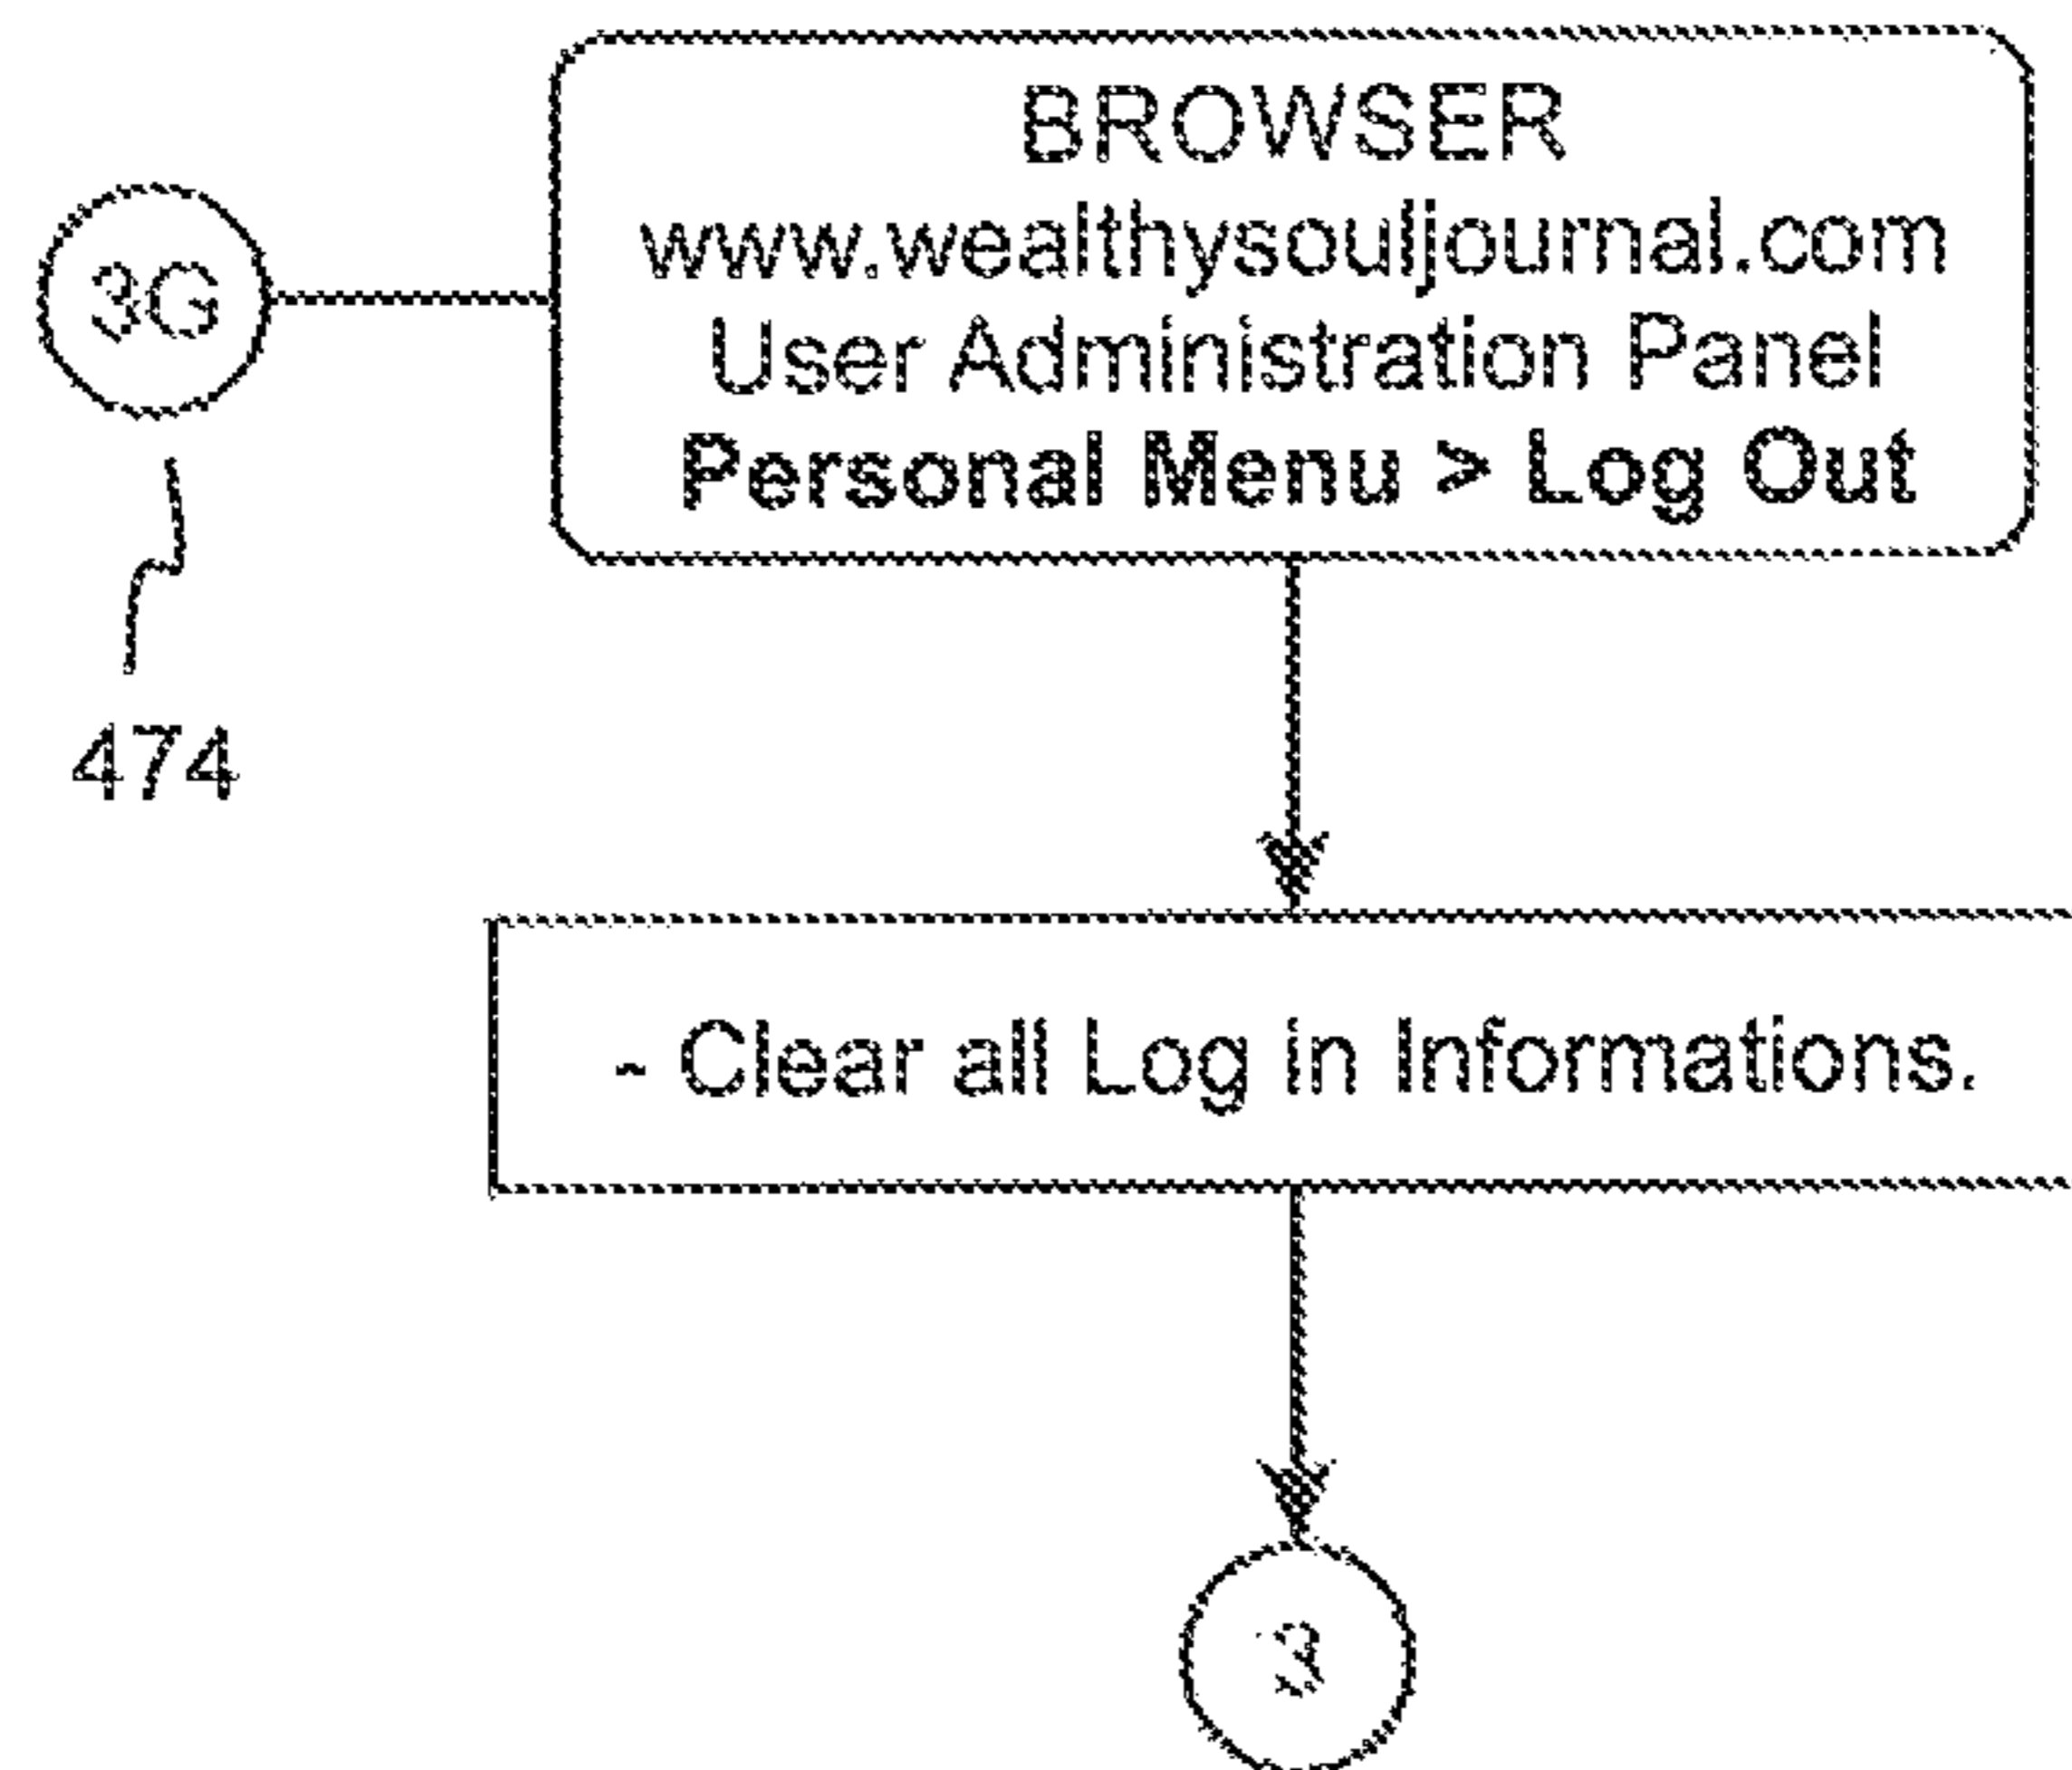 BROWSER
www.wealthysouljournal.com
3G
User Administration Panel
Personal Menu > Log Out
474
- Clear all Log in Informations.
3